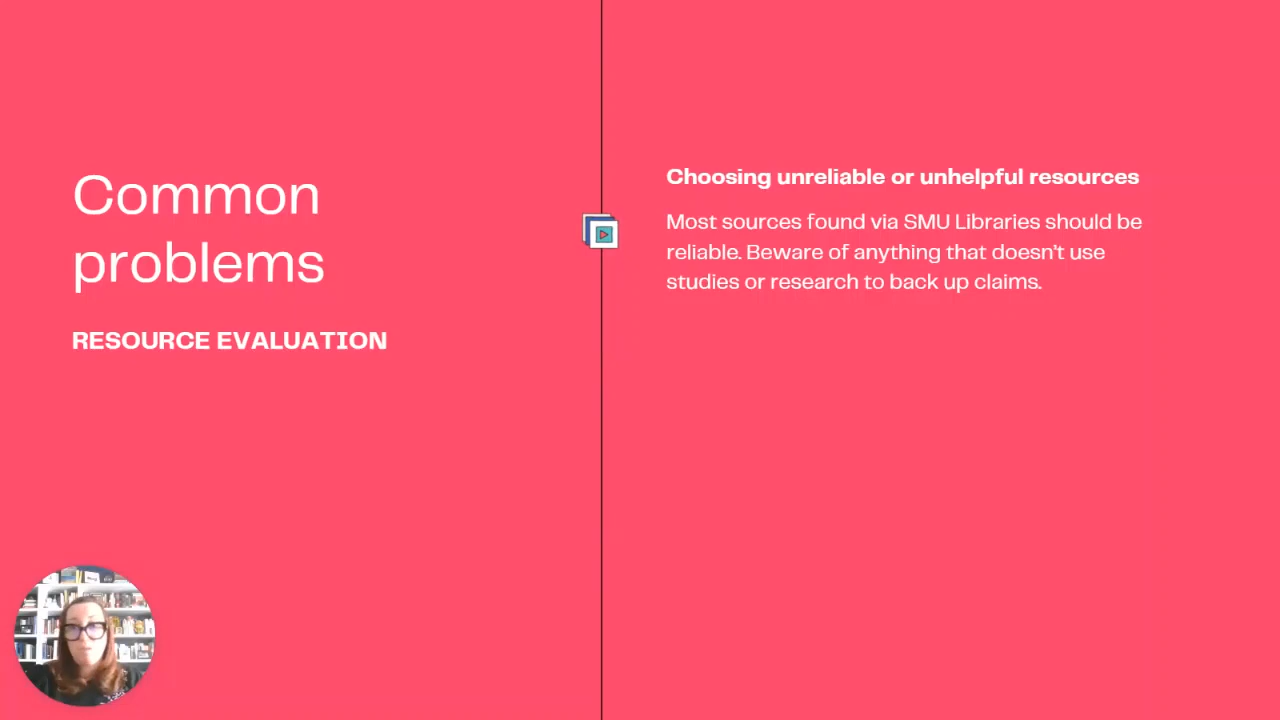 Common
problems
RESOURCE EVALUATION
Choosing unreliable or unhelpful resources
Most sources found via SMU Libraries should be
reliable. Beware of anything that doesn't use
studies or research to back up claims.